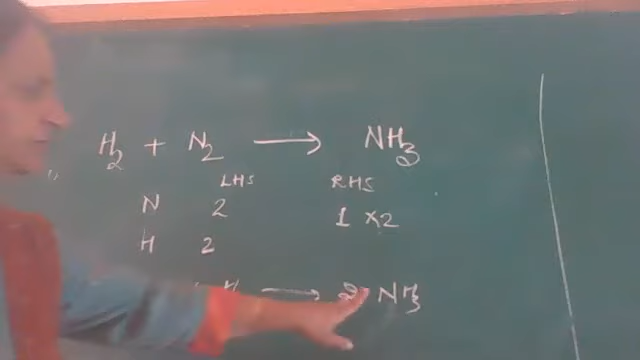 H₂ + N₂ → NH₃
LHS RHS
N 2 1 ×2
H 2
→ 2 NH₃